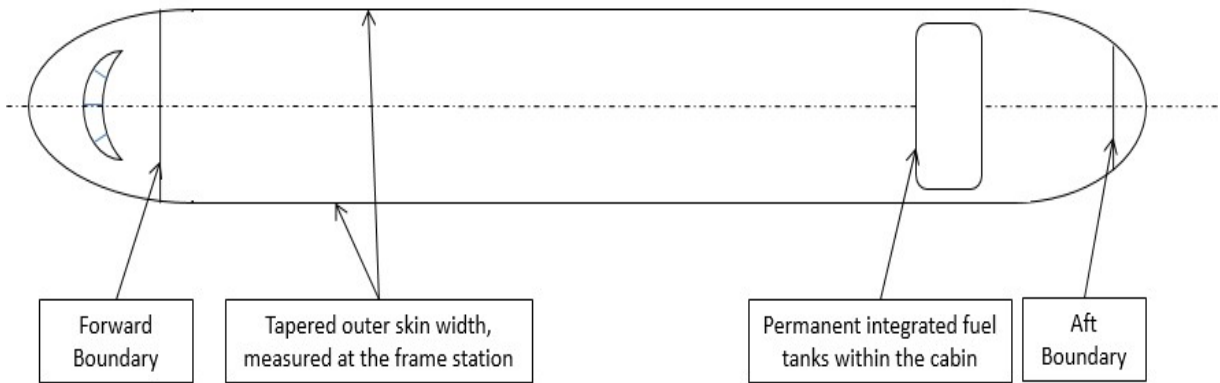 Forward
Boundary
Tapered outer skin width,
measured at the frame station
Permanent integrated fuel
tanks within the cabin
Aft
Boundary